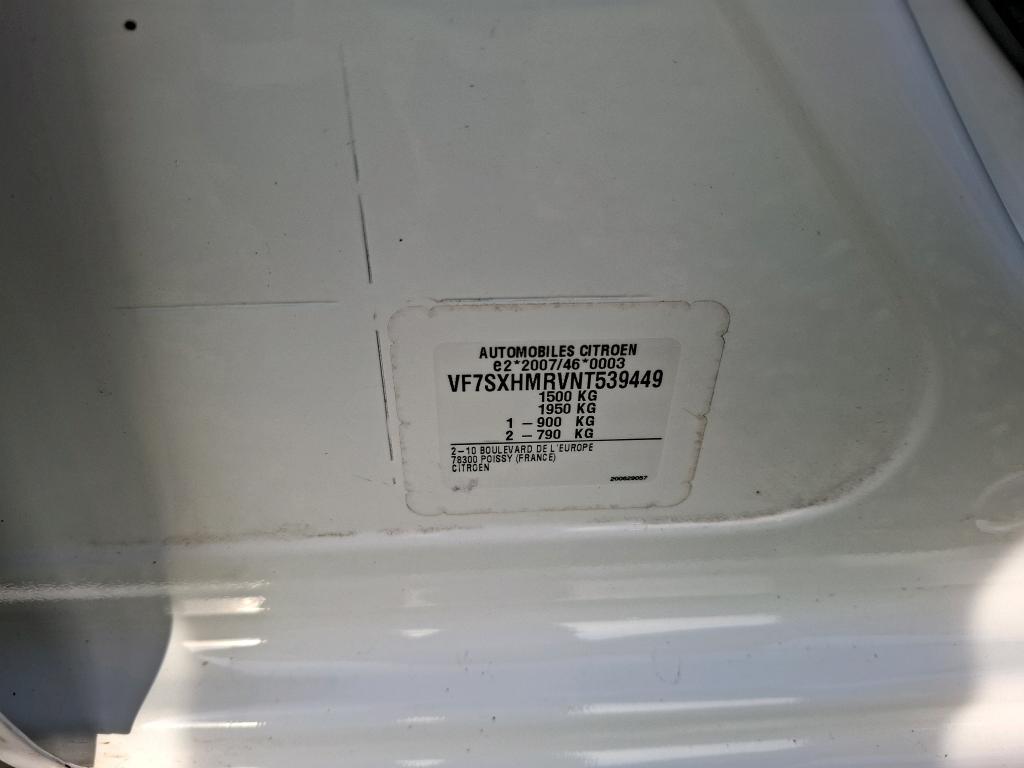 AUTOMOBILES CITROEN
e2*2007/46*0003
VF7SXHMRVNT539449
1500 KG
1950 KG
1 – 900 KG
2 – 790 KG
2–10 BOULEVARD DE L'EUROPE
78300 POISSY (FRANCE)
CITROEN
200629057